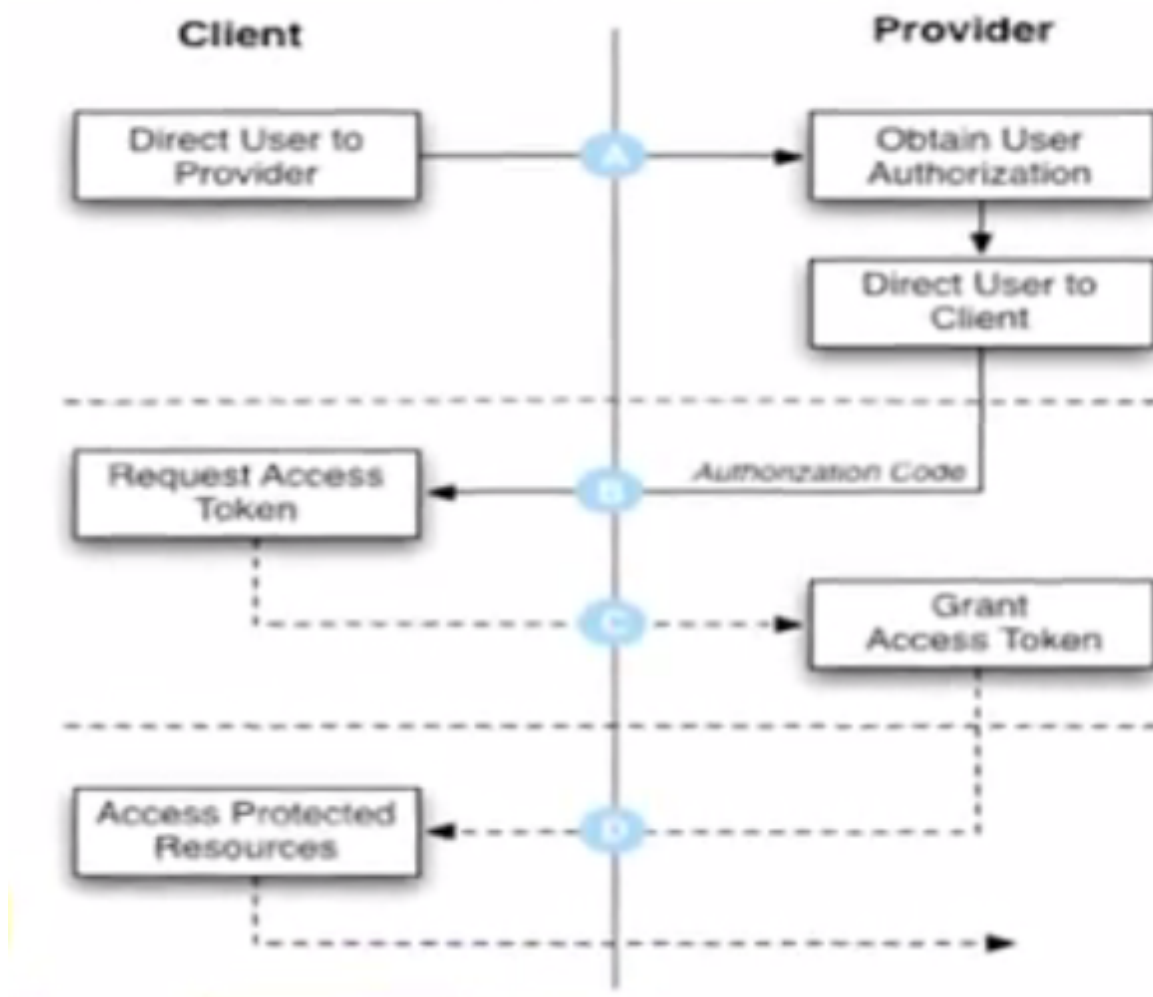 Client
Provider
Direct User to
Provider
A
Obtain User
Authorization
Direct User to
Client
Request Access
Token
B
Authorization Code
C
Grant
Access Token
Access Protected
Resources
D